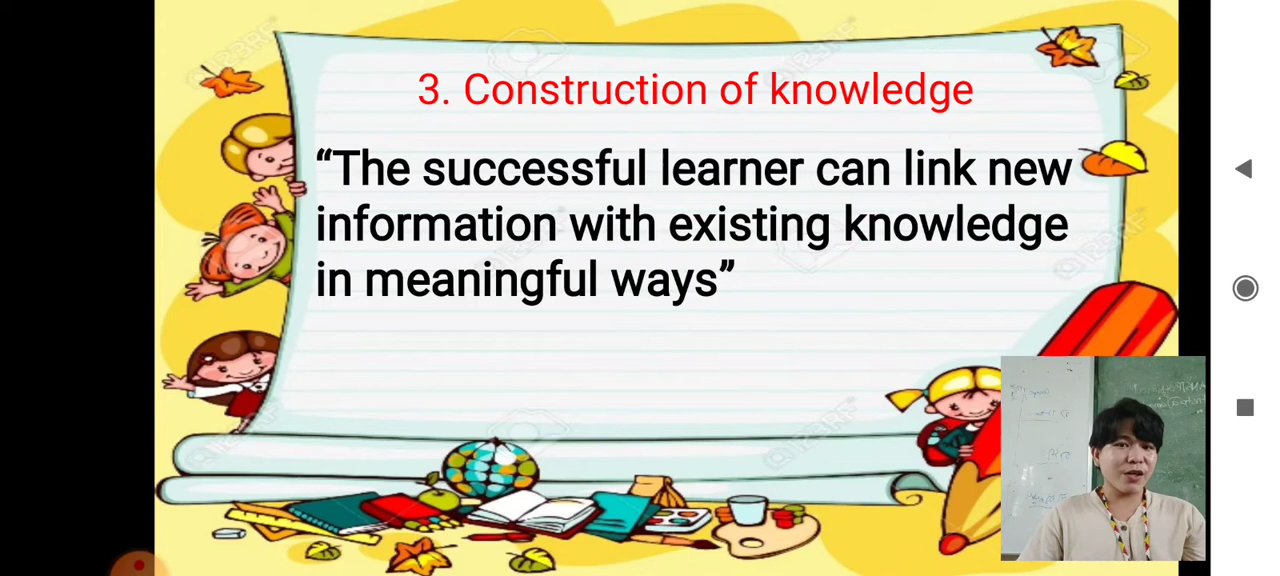 3. Construction of knowledge
“The successful learner can link new
information with existing knowledge
in meaningful ways”